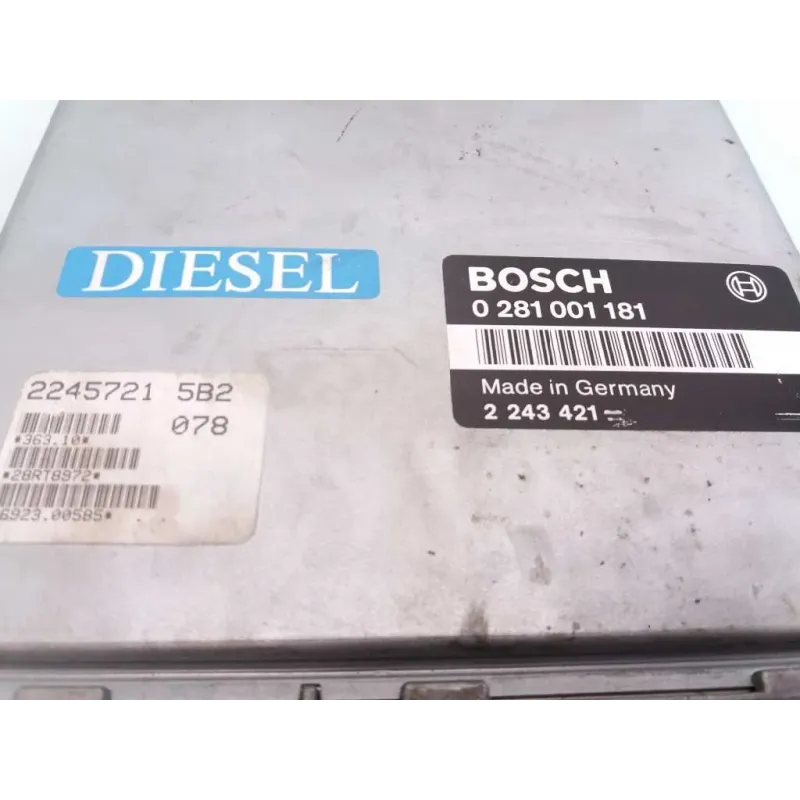 DIESEL
BOSCH
0 281 001 181
Made in Germany
2 243 421
2245721 5B2
078
*363.10*
*28RT8972*
6923.00585*